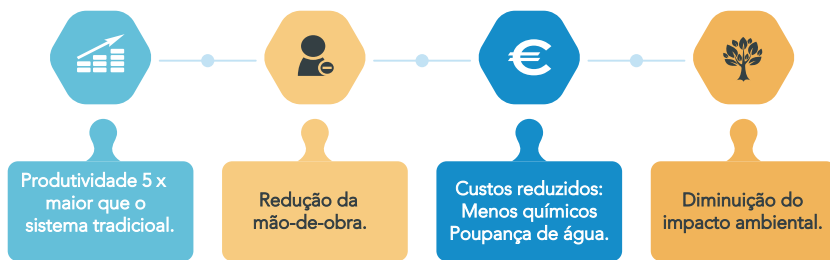 Produtividade 5 x
maior que o
sistema tradicioal.
Redução da
mão-de-obra.
Custos reduzidos:
Menos químicos
Poupança de água.
Diminuição do
impacto ambiental.